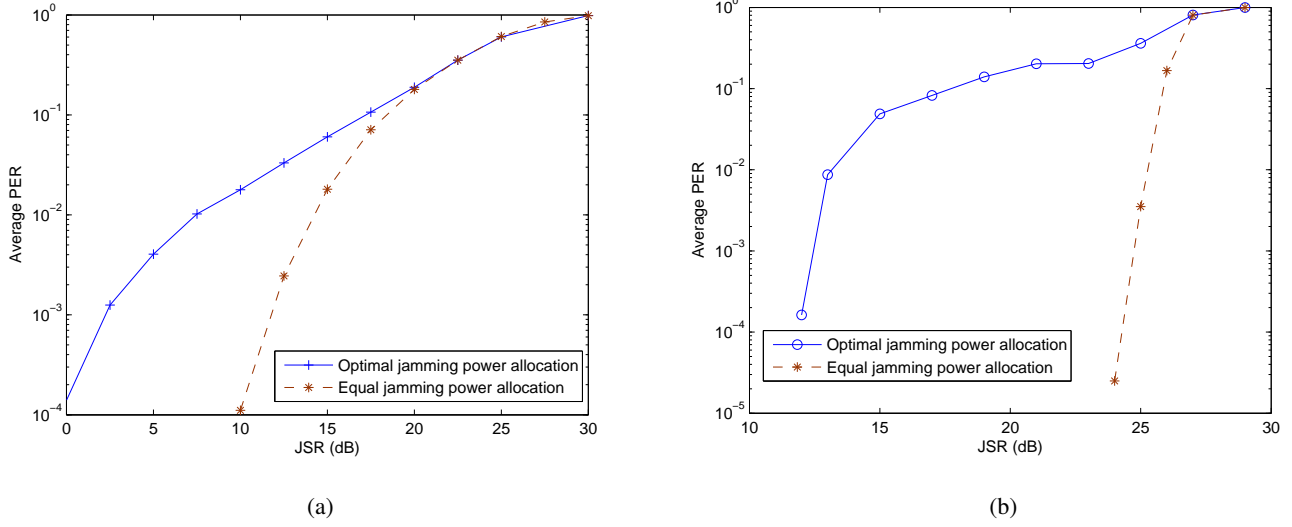 10^0
10^-1
10^-2
10^-3
10^-4
Average PER
0 5 10 15 20 25 30
JSR (dB)
Optimal jamming power allocation
Equal jamming power allocation
(a)
10^0
10^-1
10^-2
10^-3
10^-4
10^-5
Average PER
10 15 20 25 30
JSR (dB)
Optimal jamming power allocation
Equal jamming power allocation
(b)